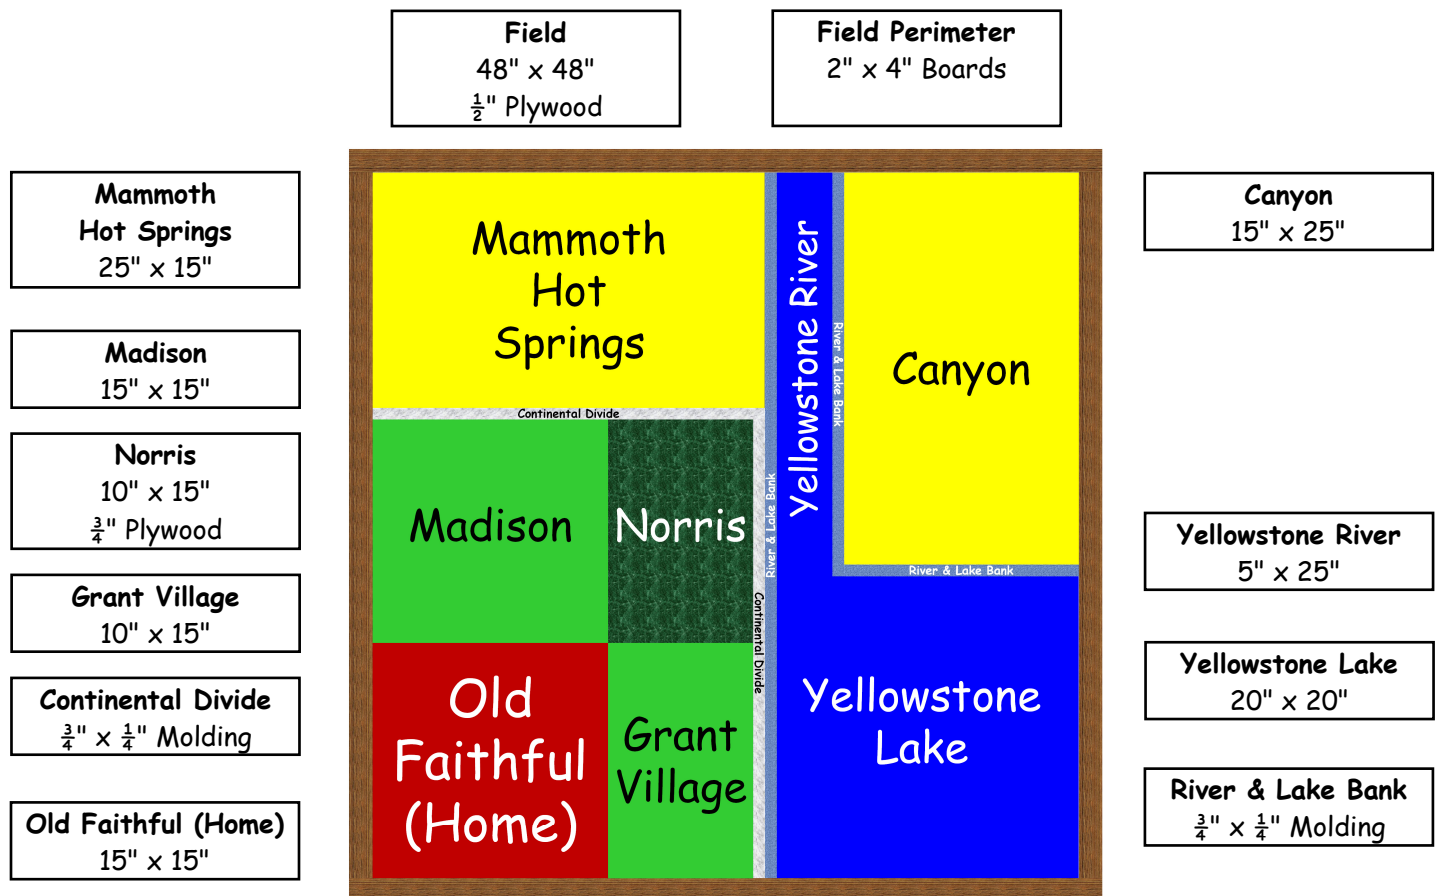 Field
48" x 48"
½" Plywood
Field Perimeter
2" x 4" Boards
Mammoth
Hot Springs
25" x 15"
Madison
15" x 15"
Norris
10" x 15"
¾" Plywood
Grant Village
10" x 15"
Continental Divide
¾" x ¼" Molding
Old Faithful (Home)
15" x 15"
Mammoth
Hot
Springs
Continental Divide
Madison
Norris
Continental Divide
Old
Faithful
(Home)
Grant
Village
River & Lake Bank
Yellowstone River
River & Lake Bank
Canyon
River & Lake Bank
Yellowstone
Lake
Canyon
15" x 25"
Yellowstone River
5" x 25"
Yellowstone Lake
20" x 20"
River & Lake Bank
¾" x ¼" Molding